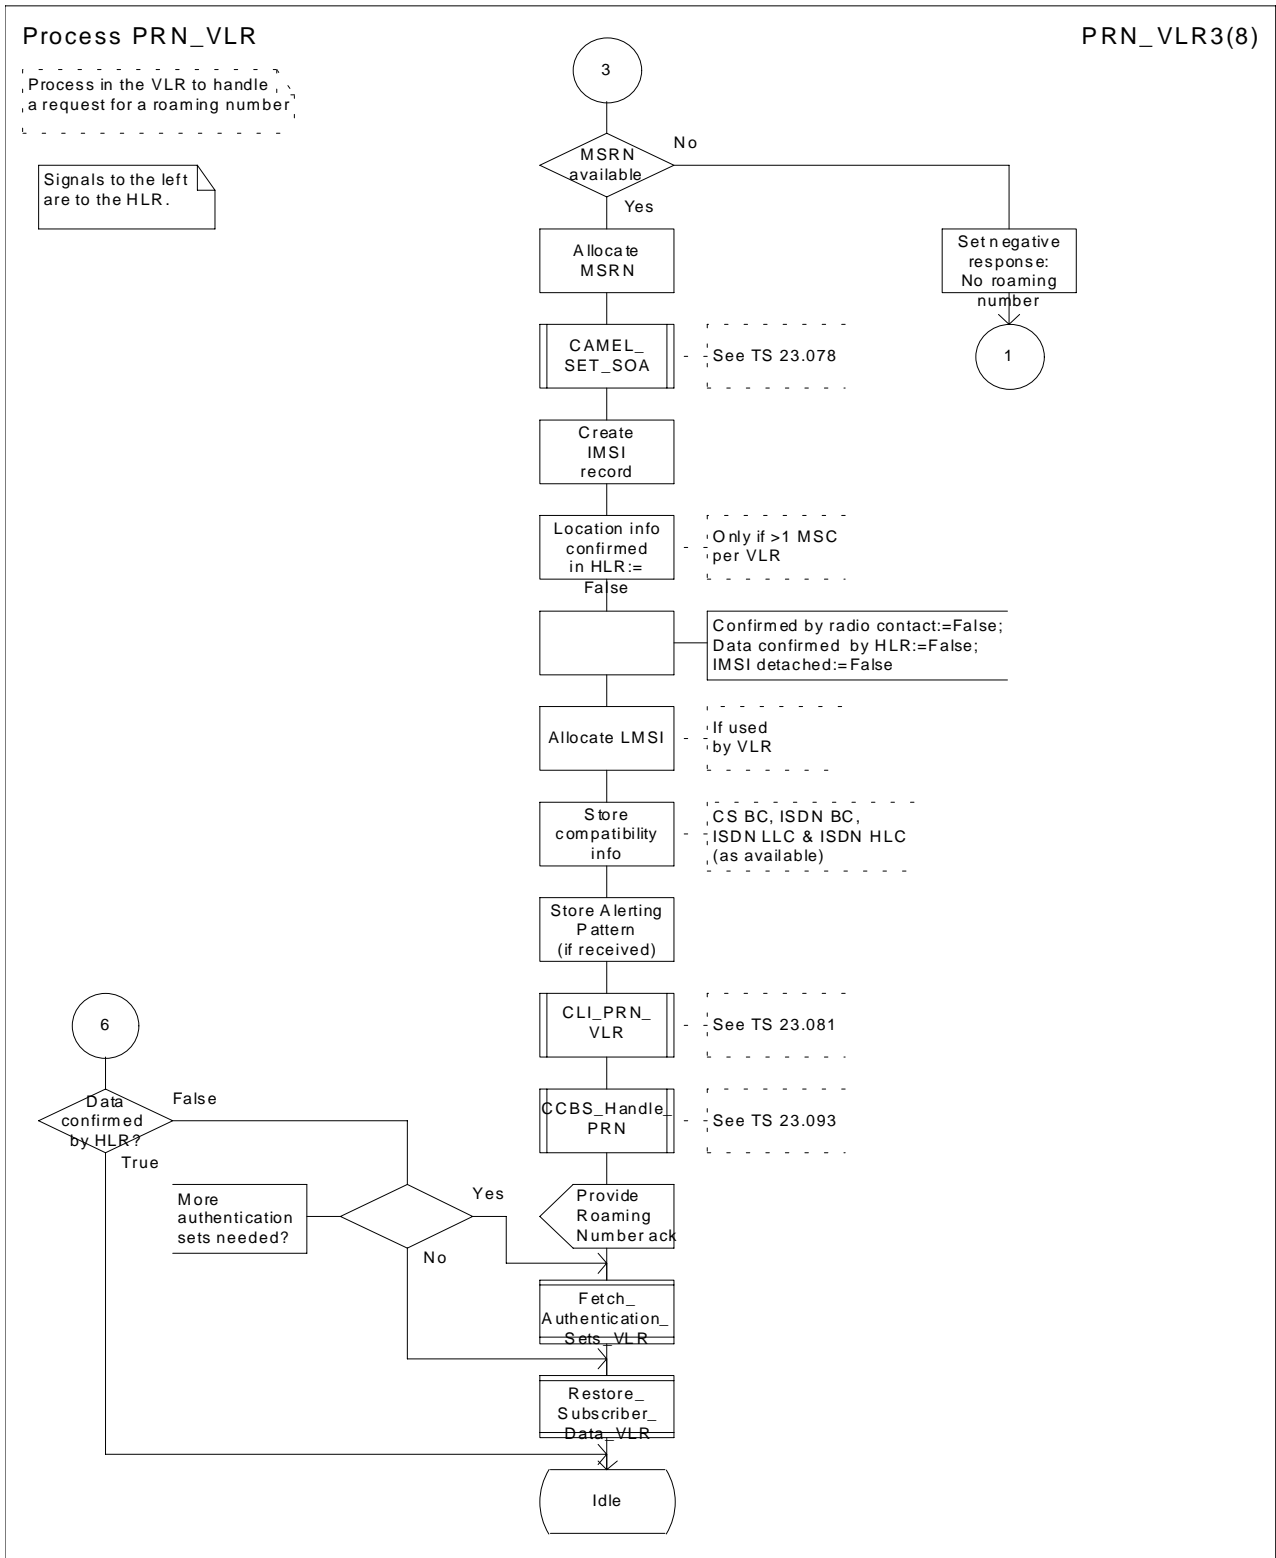 Process PRN_VLR
PRN_VLR3(8)
Process in the VLR to handle
a request for a roaming number
Signals to the left
are to the HLR.
3
MSRN
available
No
Yes
Allocate
MSRN
Set negative
response:
No roaming
number
CAMEL_
SET_SOA
See TS 23.078
1
Create
IMSI
record
Location info
confirmed
in HLR:=
False
Only if >1 MSC
per VLR
Confirmed by radio contact:=False;
Data confirmed by HLR:=False;
IMSI detached:=False
Allocate LMSI
If used
by VLR
Store
compatibility
info
CS BC, ISDN BC,
ISDN LLC & ISDN HLC
(as available)
Store Alerting
Pattern
(if received)
6
CLI_PRN_
VLR
See TS 23.081
Data
confirmed
by HLR?
False
True
CCBS_Handle_
PRN
See TS 23.093
More
authentication
sets needed?
Yes
No
Provide
Roaming
Number ack
Fetch_
Authentication_
Sets_VLR
Restore_
Subscriber_
Data_VLR
Idle